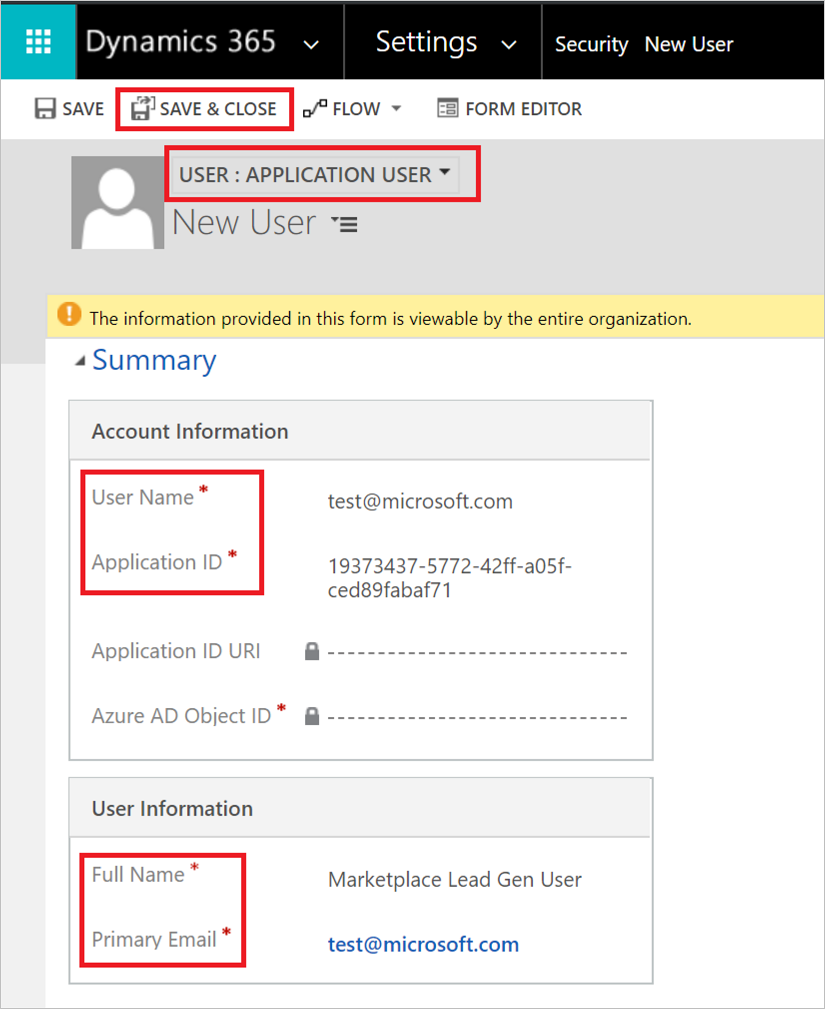 Dynamics 365 Settings Security New User
SAVE SAVE & CLOSE FLOW FORM EDITOR
USER : APPLICATION USER
New User
The information provided in this form is viewable by the entire organization.
Summary
Account Information
User Name * test@microsoft.com
Application ID * 19373437-5772-42ff-a05f-
ced89fabaf71
Application ID URI
Azure AD Object ID *
User Information
Full Name * Marketplace Lead Gen User
Primary Email * test@microsoft.com